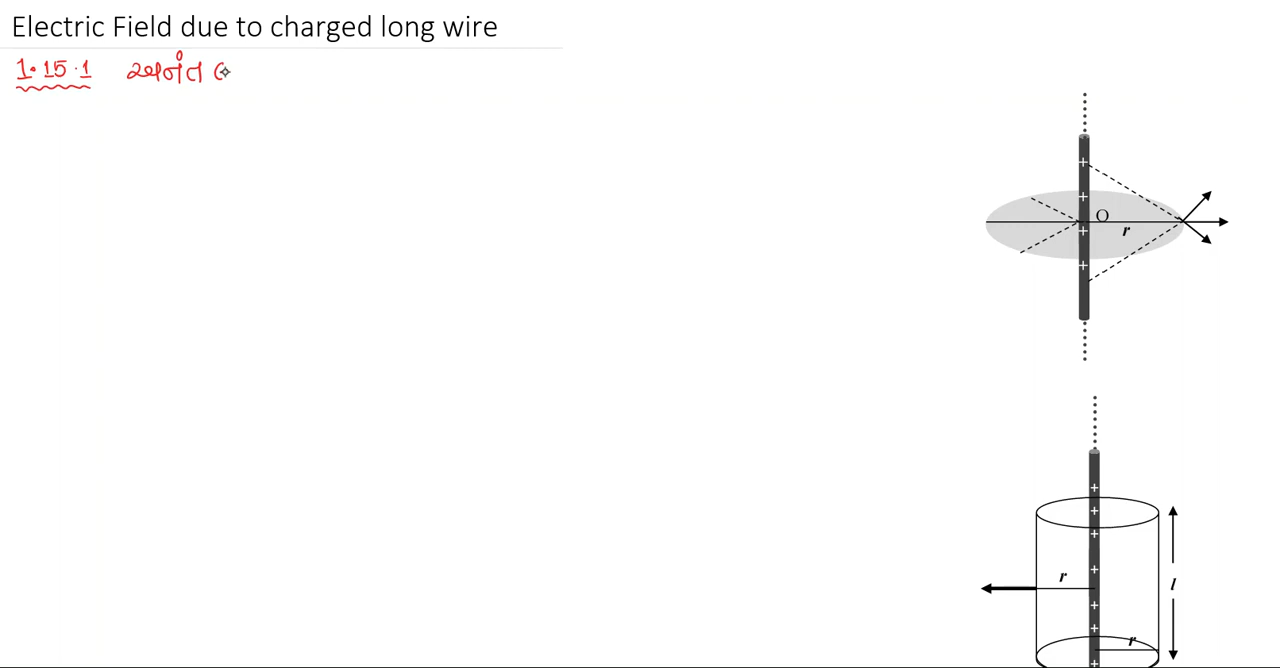 Electric Field due to charged long wire
1.15.1 અનંત
O
r
r
l
r